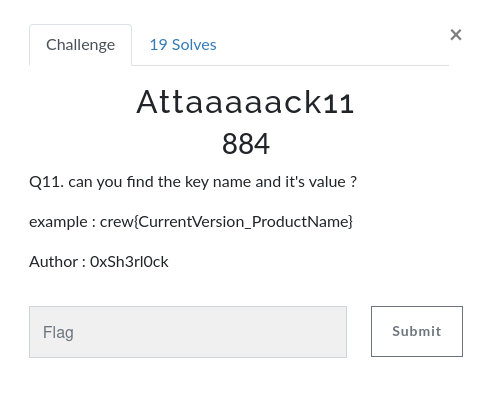 Challenge
19 Solves
×
Attaaaaack11
884
Q11. can you find the key name and it's value ?
example : crew{CurrentVersion_ProductName}
Author : 0xSh3rl0ck
Flag
Submit